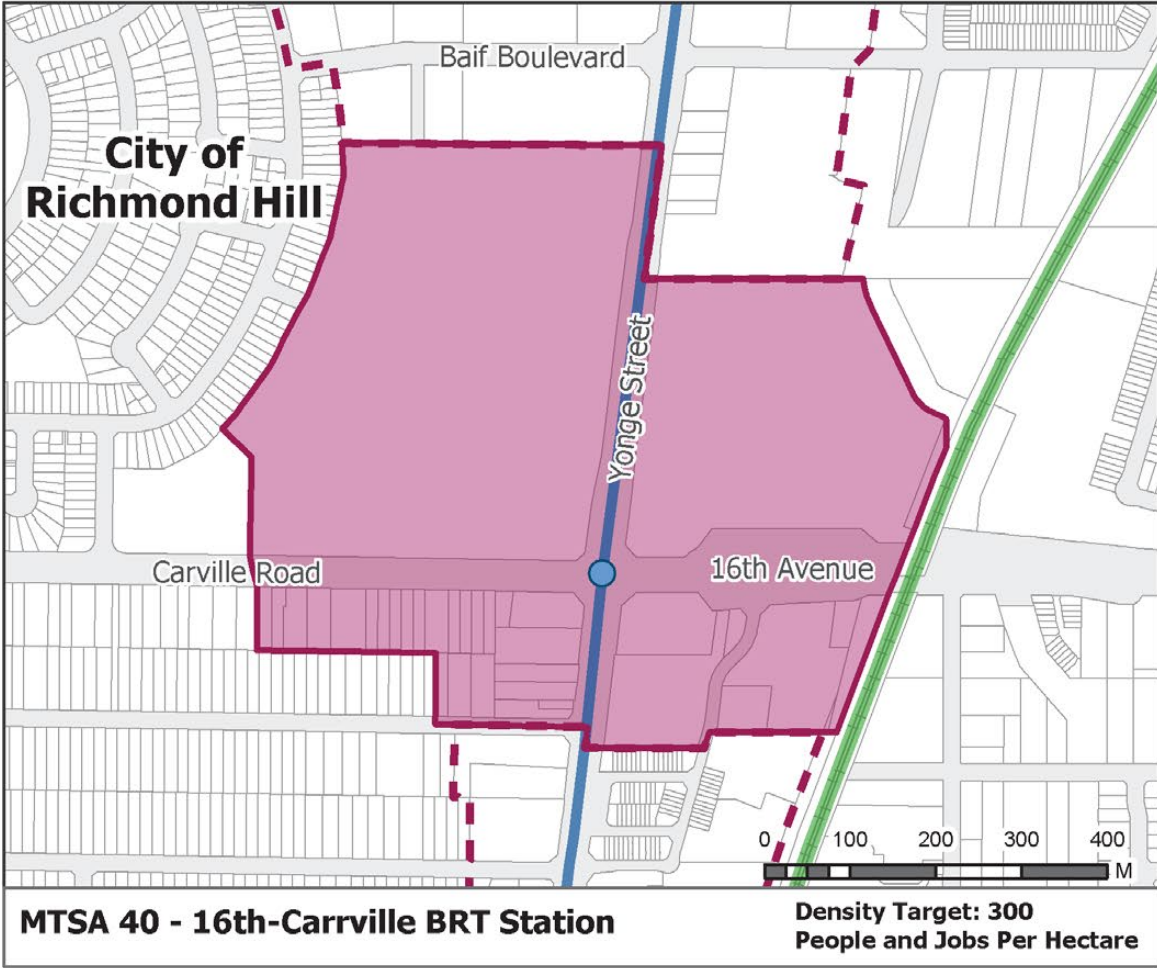 Baif Boulevard
City of
Richmond Hill
Yonge Street
Carville Road
16th Avenue
0 100 200 300 400
M
MTSA 40 - 16th-Carrville BRT Station
Density Target: 300
People and Jobs Per Hectare